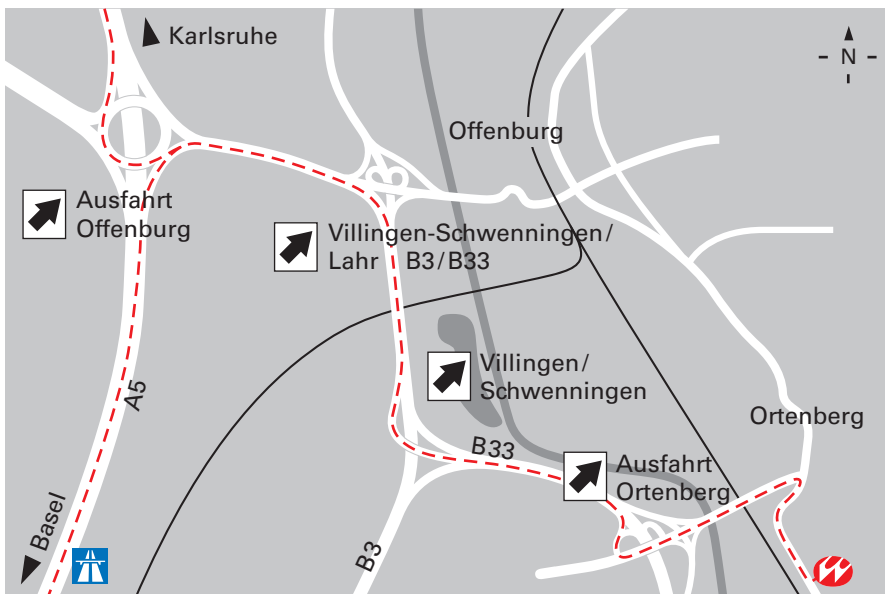 Karlsruhe
- N -
Offenburg
Ausfahrt
Offenburg
Villingen-Schwenningen/
Lahr B3/B33
Villingen/
Schwenningen
A5
Ortenberg
B33
Ausfahrt
Ortenberg
Basel
B3